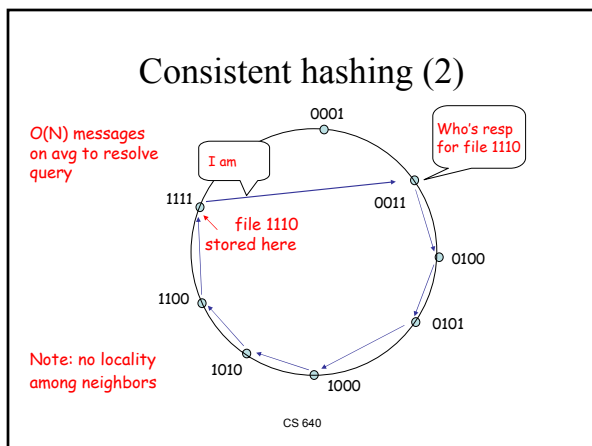 Consistent hashing (2)
O(N) messages
on avg to resolve
query
0001
I am
Who's resp
for file 1110
1111
0011
file 1110
stored here
0100
1100
0101
Note: no locality
among neighbors
1010
1000
CS 640